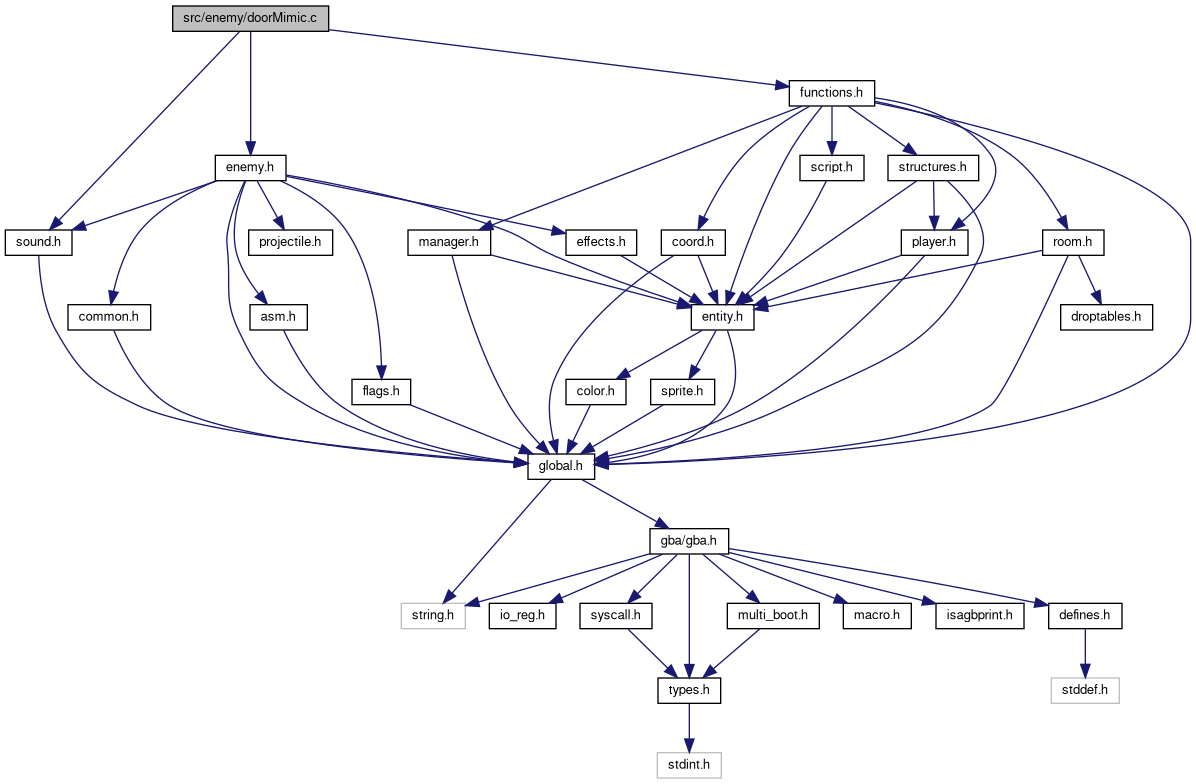 src/enemy/doorMimic.c
functions.h
enemy.h
script.h
structures.h
sound.h
projectile.h
manager.h
effects.h
coord.h
player.h
room.h
common.h
asm.h
entity.h
droptables.h
flags.h
color.h
sprite.h
global.h
gba/gba.h
string.h
io_reg.h
syscall.h
multi_boot.h
macro.h
isagbprint.h
defines.h
types.h
stddef.h
stdint.h